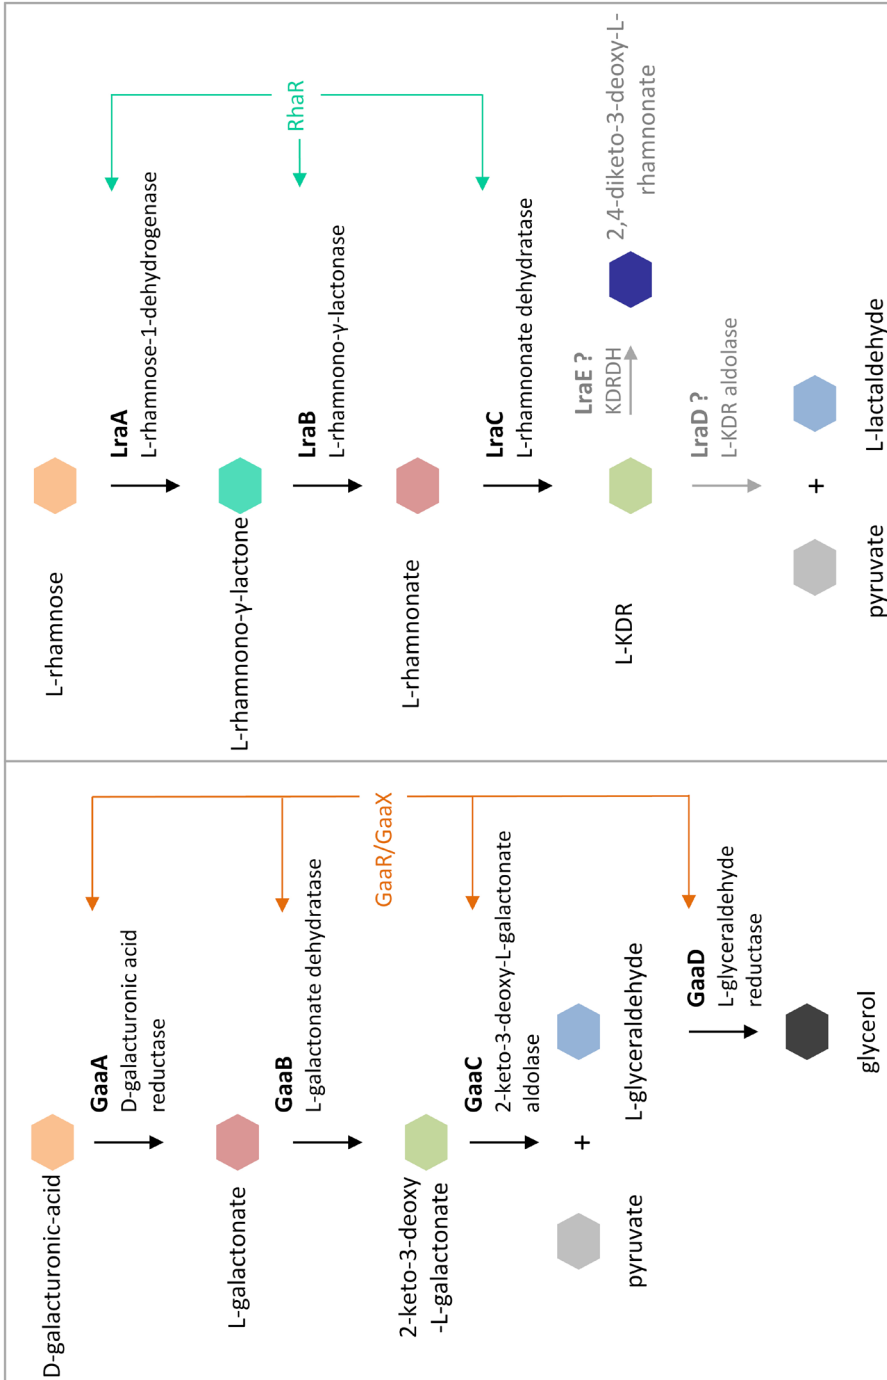 D-galacturonic-acid
GaaA
D-galacturonic acid
reductase
L-galactonate
GaaB
L-galactonate dehydratase
2-keto-3-deoxy
-L-galactonate
GaaC
2-keto-3-deoxy-L-galactonate
aldolase
+
pyruvate
L-glyceraldehyde
GaaD
L-glyceraldehyde
reductase
glycerol
GaaR/GaaX
L-rhamnose
LraA
L-rhamnose-1-dehydrogenase
L-rhamnono-γ-lactone
LraB
L-rhamnono-γ-lactonase
L-rhamnonate
LraC
L-rhamnonate dehydratase
RhaR
L-KDR
LraE ?
KDRDH
2,4-diketo-3-deoxy-L-
rhamnonate
LraD ?
L-KDR aldolase
+
pyruvate
L-lactaldehyde